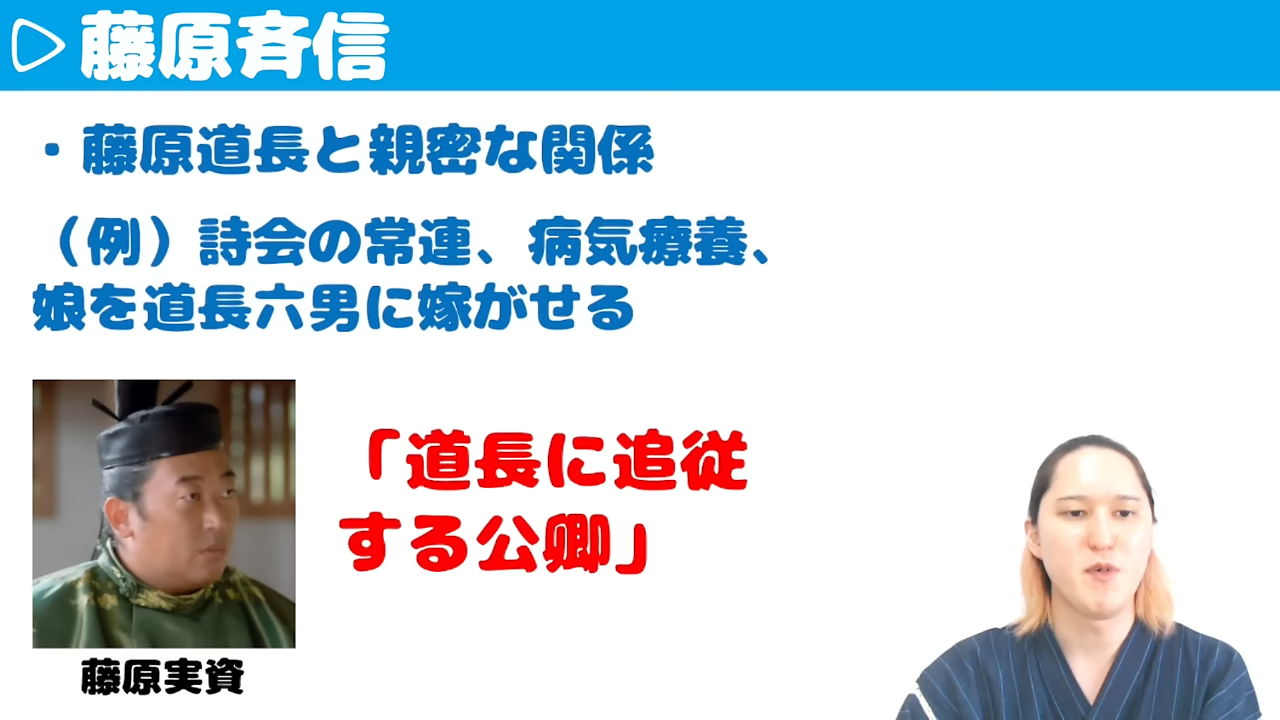 藤原斉信
・藤原道長と親密な関係
（例）詩会の常連、病気療養、
娘を道長六男に嫁がせる
「道長に追従
する公卿」
藤原実資